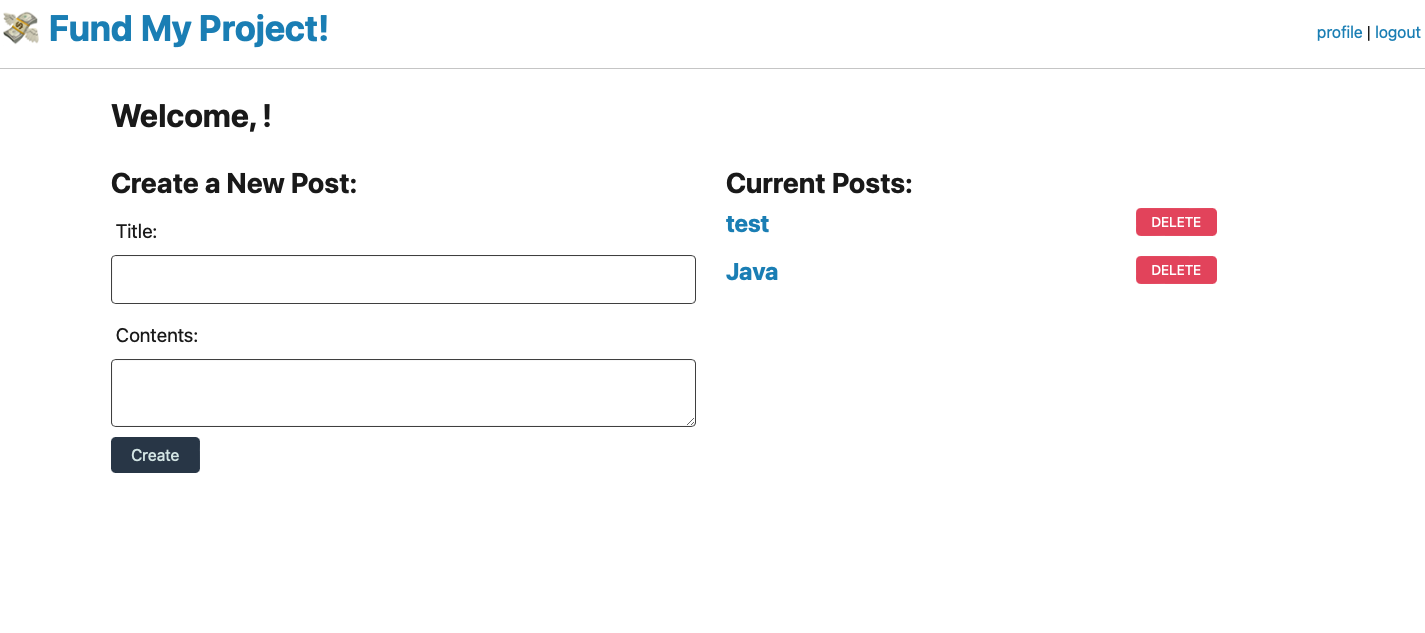 Fund My Project!
profile | logout
Welcome, !
Create a New Post:
Title:
Contents:
Create
Current Posts:
test
DELETE
Java
DELETE